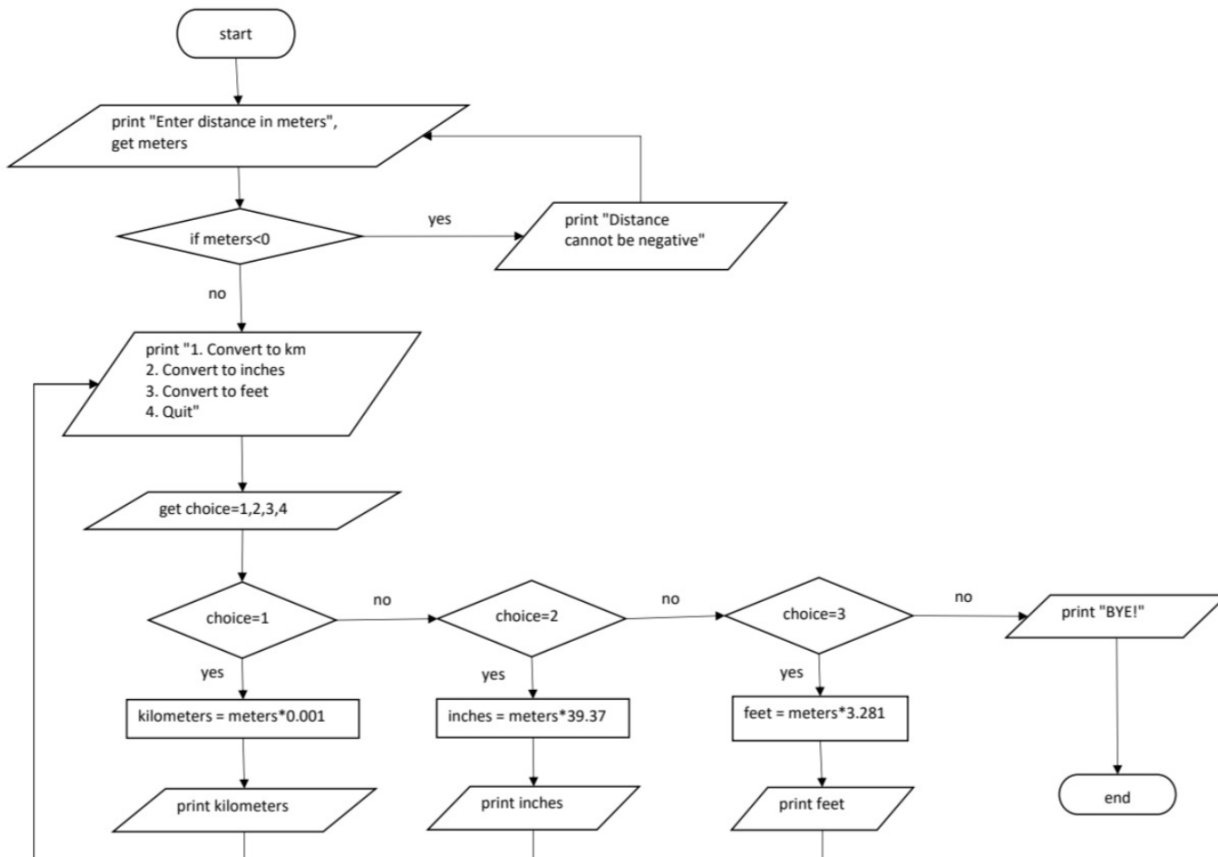 start
print "Enter distance in meters",
get meters
if meters<0
yes
print "Distance
cannot be negative"
no
print "1. Convert to km
2. Convert to inches
3. Convert to feet
4. Quit"
get choice=1,2,3,4
choice=1
no
choice=2
no
choice=3
no
print "BYE!"
yes
yes
yes
kilometers = meters*0.001
inches = meters*39.37
feet = meters*3.281
print kilometers
print inches
print feet
end